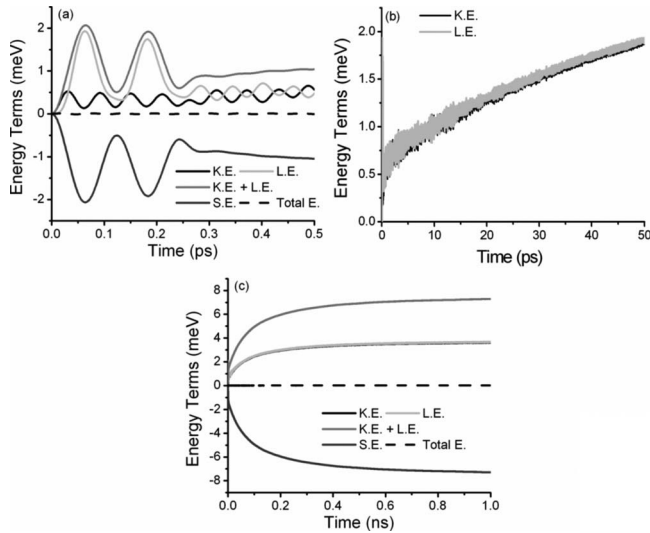 (a)
Energy Terms (meV)
2
1
0
-1
-2
K.E. L.E.
K.E. + L.E.
S.E. Total E.
0.0 0.1 0.2 0.3 0.4 0.5
Time (ps)
(b)
K.E.
L.E.
Energy Terms (meV)
2.0
1.5
1.0
0.5
0.0
0 10 20 30 40 50
Time (ps)
(c)
Energy Terms (meV)
8
6
4
2
0
-2
-4
-6
-8
K.E. L.E.
K.E. + L.E.
S.E. Total E.
0.0 0.2 0.4 0.6 0.8 1.0
Time (ns)